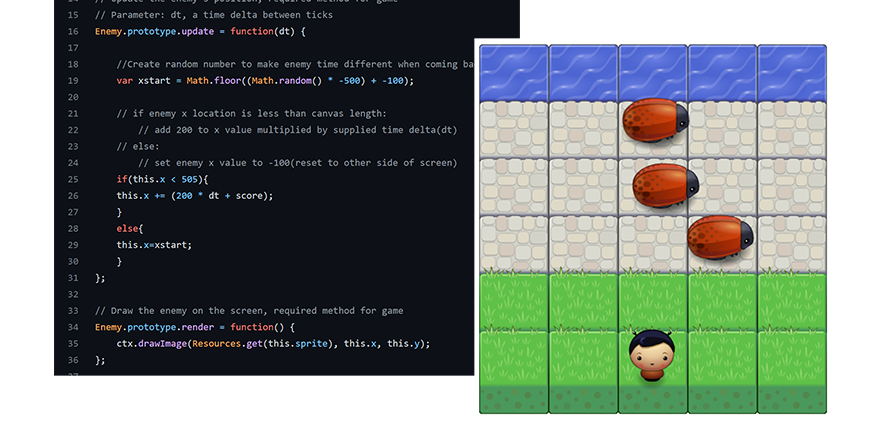 // Update the enemy's position, required method for game
15 // Parameter: dt, a time delta between ticks
16 Enemy.prototype.update = function(dt) {
17
18 //Create random number to make enemy time different when coming ba
19 var xstart = Math.floor((Math.random() * -500) + -100);
20
21 // if enemy x location is less than canvas length:
22 // add 200 to x value multiplied by supplied time delta(dt)
23 // else:
24 // set enemy x value to -100(reset to other side of screen)
25 if(this.x < 505){
26 this.x += (200 * dt + score);
27 }
28 else{
29 this.x=xstart;
30 }
31 };
32
33 // Draw the enemy on the screen, required method for game
34 Enemy.prototype.render = function() {
35 ctx.drawImage(Resources.get(this.sprite), this.x, this.y);
36 };